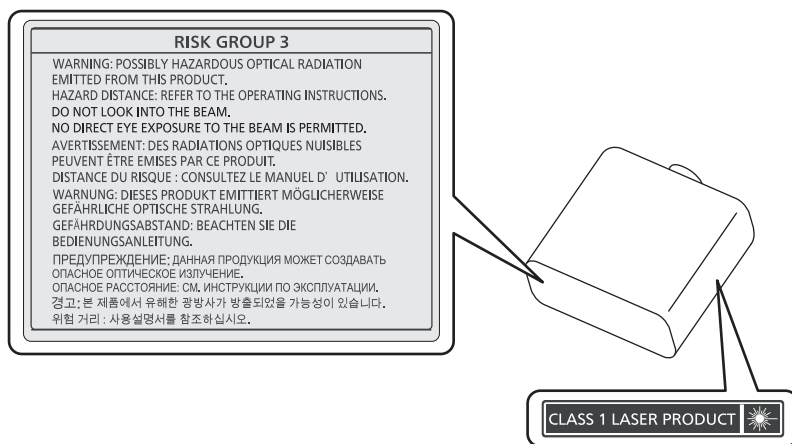 RISK GROUP 3
WARNING: POSSIBLY HAZARDOUS OPTICAL RADIATION
EMITTED FROM THIS PRODUCT.
HAZARD DISTANCE: REFER TO THE OPERATING INSTRUCTIONS.
DO NOT LOOK INTO THE BEAM.
NO DIRECT EYE EXPOSURE TO THE BEAM IS PERMITTED.
AVERTISSEMENT: DES RADIATIONS OPTIQUES NUISIBLES
PEUVENT ÊTRE EMISES PAR CE PRODUIT.
DISTANCE DU RISQUE : CONSULTEZ LE MANUEL D' UTILISATION.
WARNUNG: DIESES PRODUKT EMITTIERT MÖGLICHERWEISE
GEFÄHRLICHE OPTISCHE STRAHLUNG.
GEFÄHRDUNGSABSTAND: BEACHTEN SIE DIE
BEDIENUNGSANLEITUNG.
ПРЕДУПРЕЖДЕНИЕ: ДАННАЯ ПРОДУКЦИЯ МОЖЕТ СОЗДАВАТЬ
ОПАСНОЕ ОПТИЧЕСКОЕ ИЗЛУЧЕНИЕ.
ОПАСНОЕ РАССТОЯНИЕ: СМ. ИНСТРУКЦИИ ПО ЭКСПЛУАТАЦИИ.
경고: 본 제품에서 유해한 광방사가 방출되었을 가능성이 있습니다.
위험 거리 : 사용설명서를 참조하십시오.
CLASS 1 LASER PRODUCT